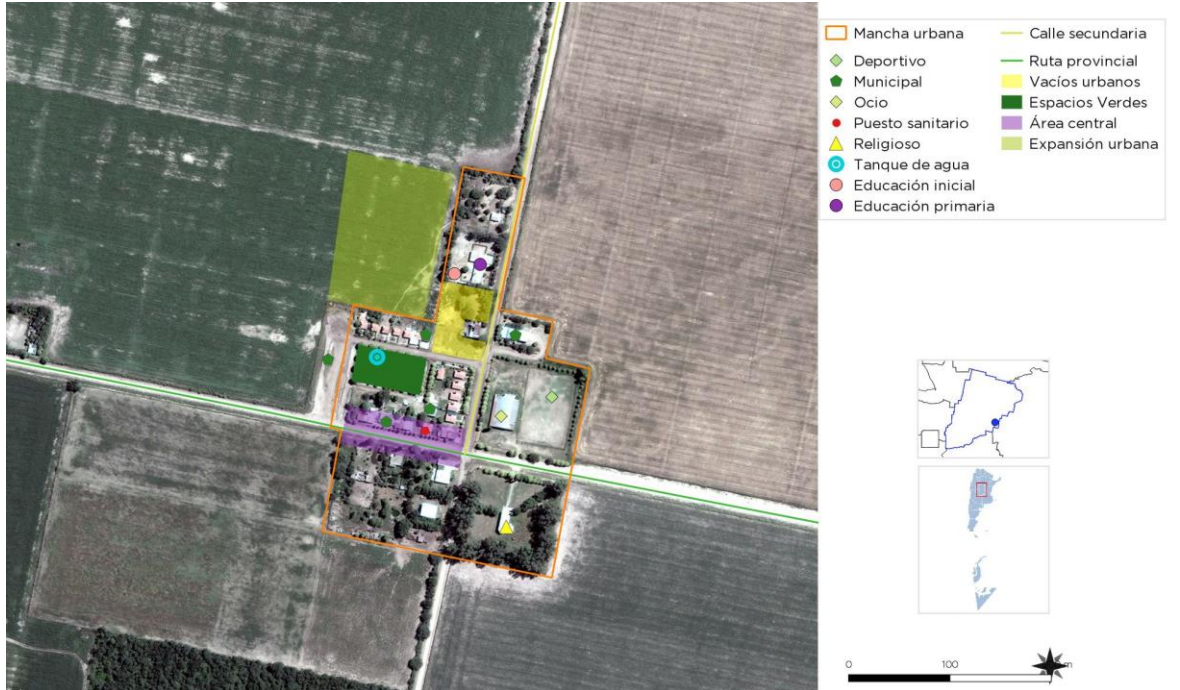 Mancha urbana
Deportivo
Municipal
Ocio
Puesto sanitario
Religioso
Tanque de agua
Educación inicial
Educación primaria
Calle secundaria
Ruta provincial
Vacíos urbanos
Espacios Verdes
Área central
Expansión urbana
0 100 m